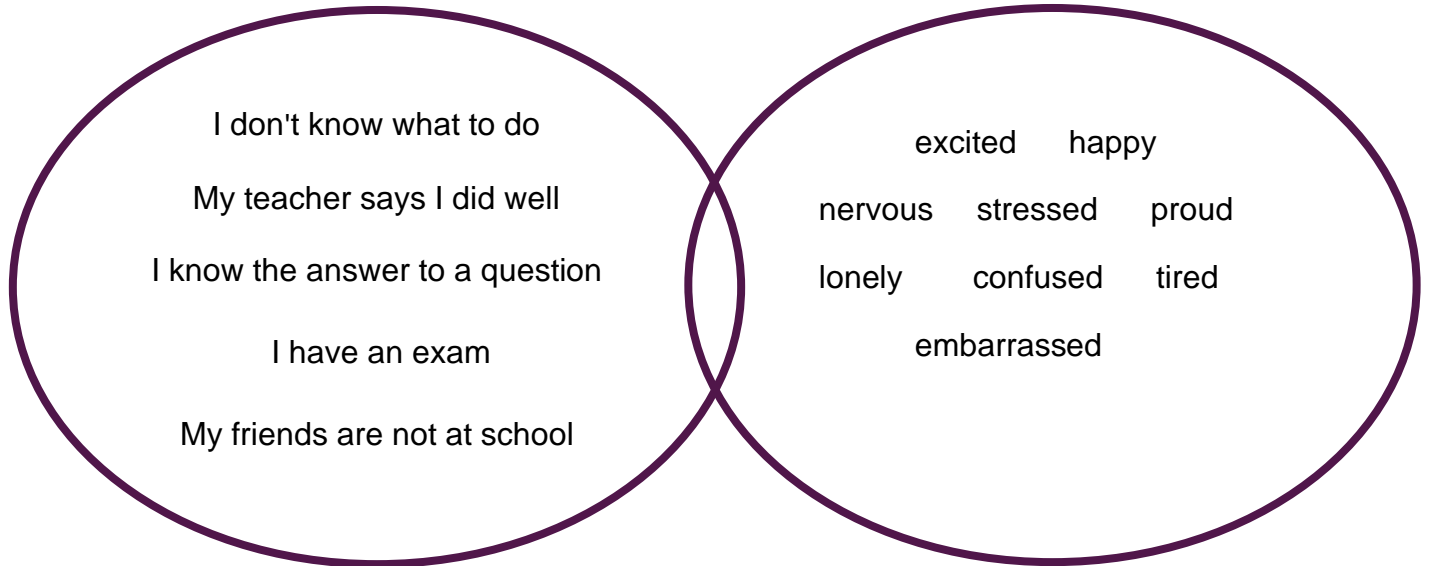 I don't know what to do
My teacher says I did well
I know the answer to a question
I have an exam
My friends are not at school
excited happy
nervous stressed proud
lonely confused tired
embarrassed